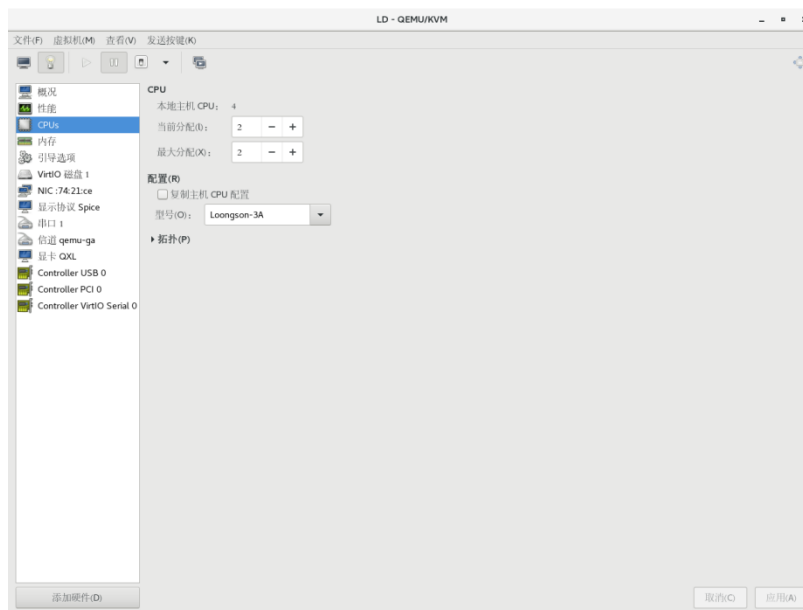 LD - QEMU/KVM
文件(F) 虚拟机(M) 查看(V) 发送按键(K)
概况
性能
CPUs
内存
引导选项
VirtIO 磁盘 1
NIC :74:21:ce
显示协议 Spice
串口 1
信道 qemu-ga
显卡 QXL
Controller USB 0
Controller PCI 0
Controller VirtIO Serial 0
添加硬件(D)
CPU
本地主机 CPU： 4
当前分配(I)： 2 − +
最大分配(X)： 2 − +
配置(R)
复制主机 CPU 配置
型号(O)： Loongson-3A
拓扑(P)
取消(C) 应用(A)